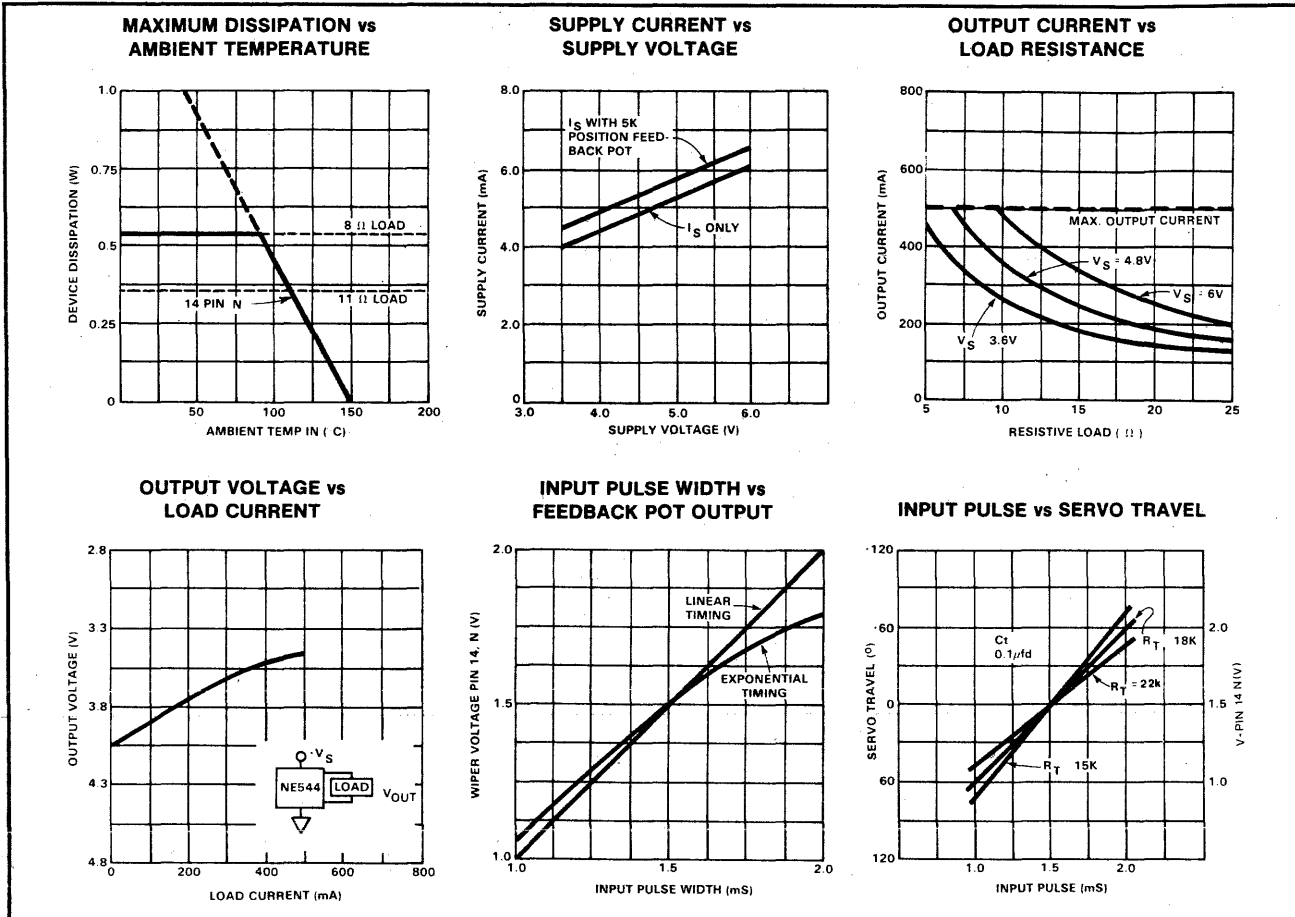 MAXIMUM DISSIPATION vs
AMBIENT TEMPERATURE
1.0
0.75
0.5
0.25
0
50
100
150
200
DEVICE DISSIPATION (W)
8 Ω LOAD
11 Ω LOAD
14 PIN N
AMBIENT TEMP IN ( °C)
SUPPLY CURRENT vs
SUPPLY VOLTAGE
8.0
6.0
4.0
2.0
0
3.0
4.0
5.0
6.0
SUPPLY CURRENT (mA)
IS WITH 5K
POSITION FEED-
BACK POT
IS ONLY
SUPPLY VOLTAGE (V)
OUTPUT CURRENT vs
LOAD RESISTANCE
800
600
400
200
0
5
10
15
20
25
OUTPUT CURRENT (mA)
MAX. OUTPUT CURRENT
VS = 4.8V
VS = 6V
VS 3.6V
RESISTIVE LOAD ( Ω )
OUTPUT VOLTAGE vs
LOAD CURRENT
2.8
3.3
3.8
4.3
4.8
0
200
400
600
800
OUTPUT VOLTAGE (V)
VS
NE544
LOAD
VOUT
LOAD CURRENT (mA)
INPUT PULSE WIDTH vs
FEEDBACK POT OUTPUT
2.0
1.5
1.0
1.0
1.5
2.0
WIPER VOLTAGE PIN 14. N (V)
LINEAR
TIMING
EXPONENTIAL
TIMING
INPUT PULSE WIDTH (mS)
INPUT PULSE vs SERVO TRAVEL
120
60
0
60
120
1.0
1.5
2.0
SERVO TRAVEL (°)
Ct
0.1µfd
RT 18K
RT = 22k
RT 15K
2.0
1.5
1.0
V-PIN 14 N(V)
INPUT PULSE (mS)